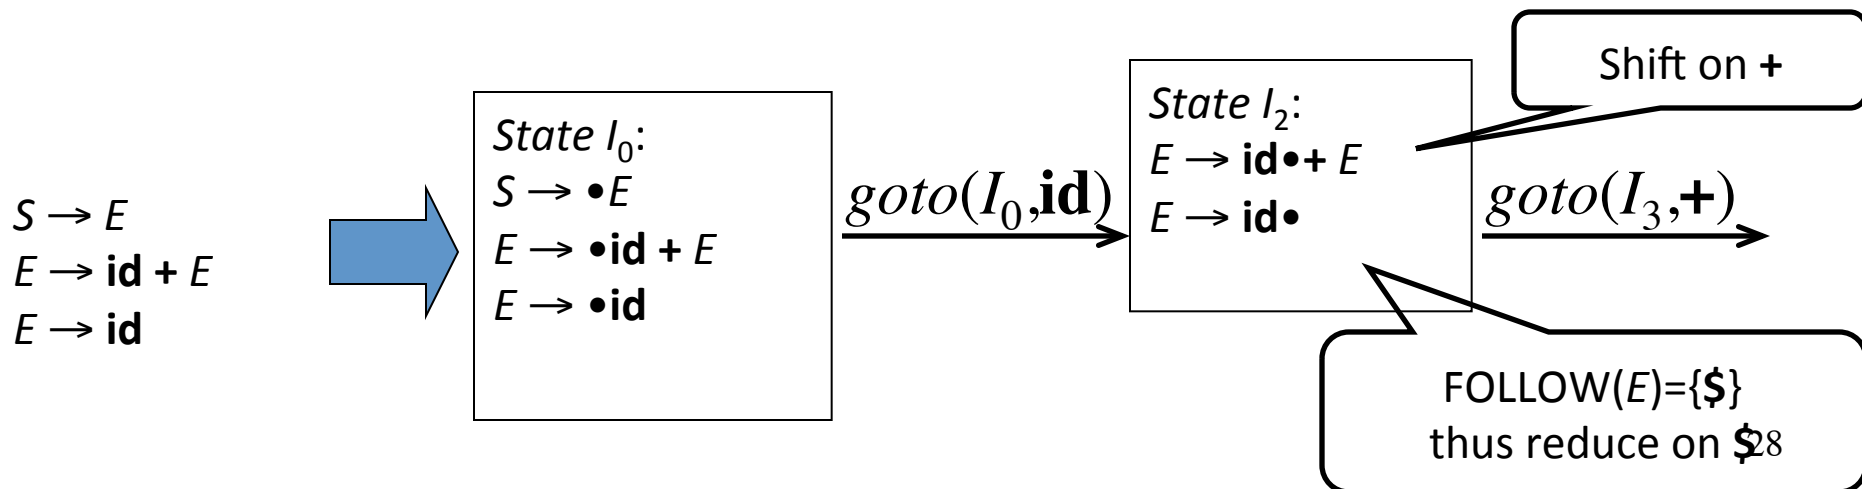 S → E
E → id + E
E → id
State I0:
S → •E
E → •id + E
E → •id
goto(I0,id)
State I2:
E → id•+ E
E → id•
goto(I3,+)
Shift on +
FOLLOW(E)={$}
thus reduce on $
28